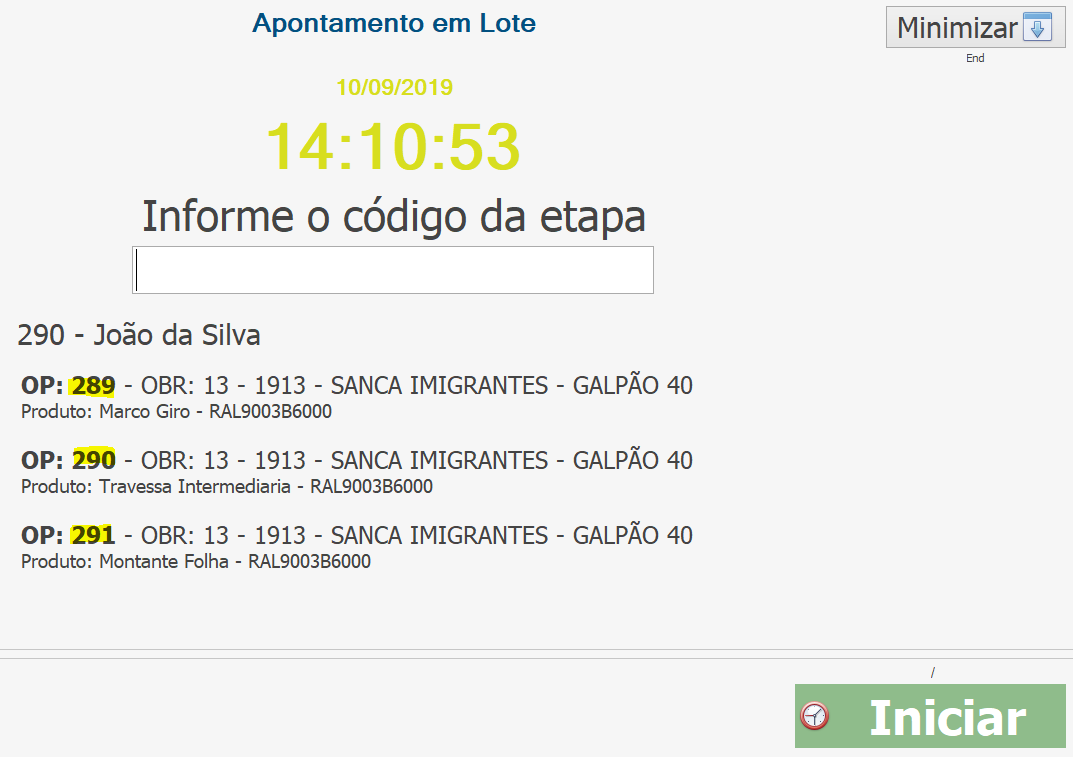 Apontamento em Lote
Minimizar
End
10/09/2019
14:10:53
Informe o código da etapa
290 - João da Silva
OP: 289 - OBR: 13 - 1913 - SANCA IMIGRANTES - GALPÃO 40
Produto: Marco Giro - RAL9003B6000
OP: 290 - OBR: 13 - 1913 - SANCA IMIGRANTES - GALPÃO 40
Produto: Travessa Intermediaria - RAL9003B6000
OP: 291 - OBR: 13 - 1913 - SANCA IMIGRANTES - GALPÃO 40
Produto: Montante Folha - RAL9003B6000
/
Iniciar